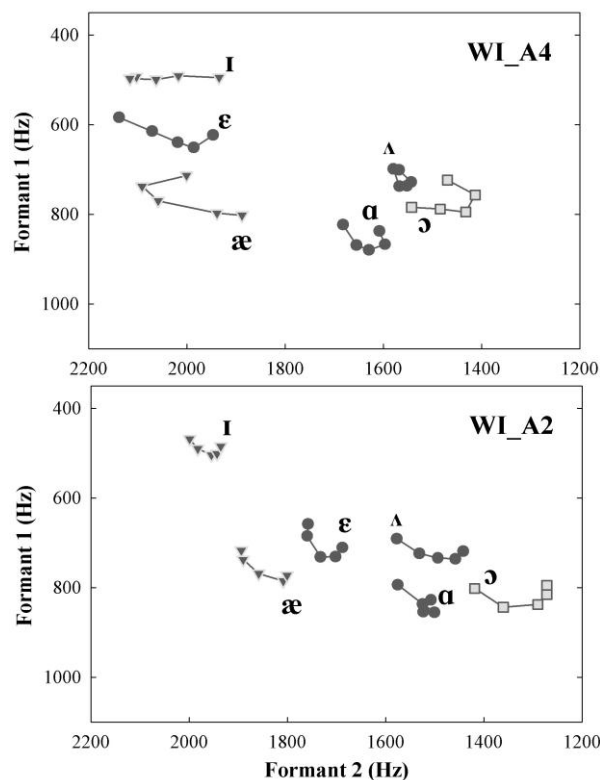 WI_A4
400
600
800
1000
Formant 1 (Hz)
ɪ
ɛ
æ
ʌ
ɑ
ɔ
2200 2000 1800 1600 1400 1200
WI_A2
400
600
800
1000
Formant 1 (Hz)
ɪ
ɛ
æ
ʌ
ɑ
ɔ
2200 2000 1800 1600 1400 1200
Formant 2 (Hz)